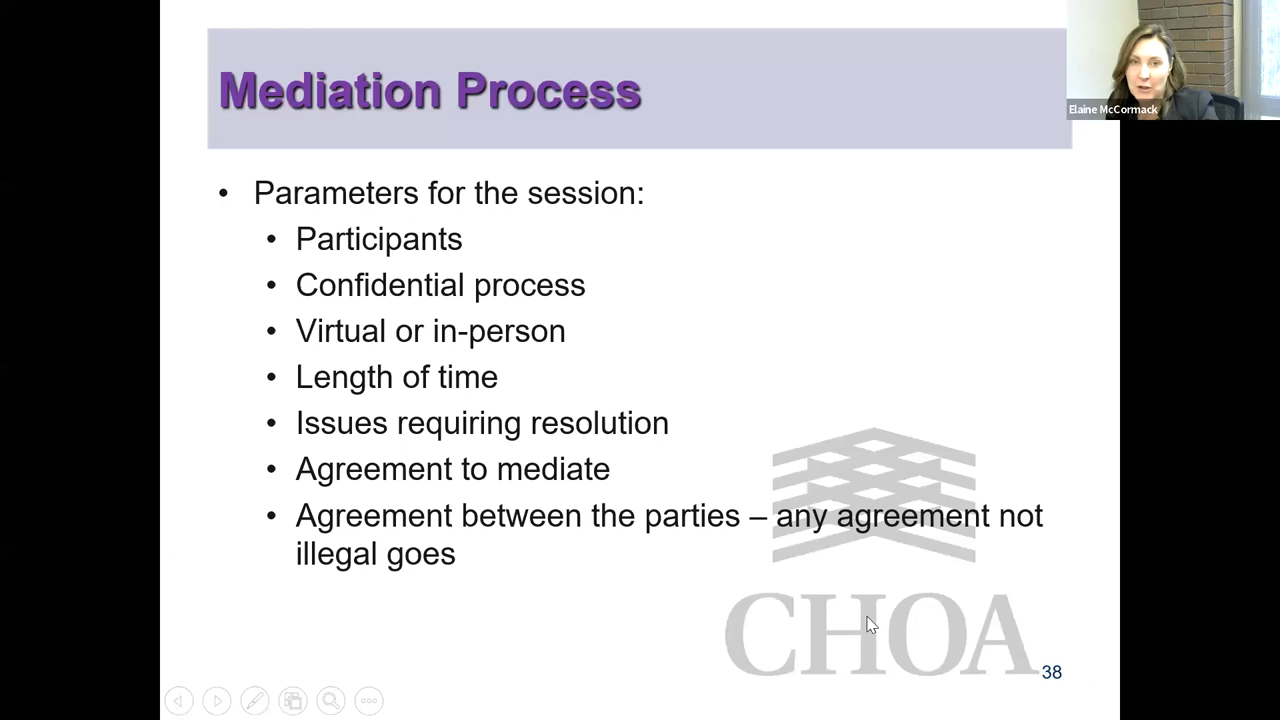 Mediation Process
Elaine McCormack
• Parameters for the session:
• Participants
• Confidential process
• Virtual or in-person
• Length of time
• Issues requiring resolution
• Agreement to mediate
• Agreement between the parties – any agreement not
illegal goes
CHOA
38